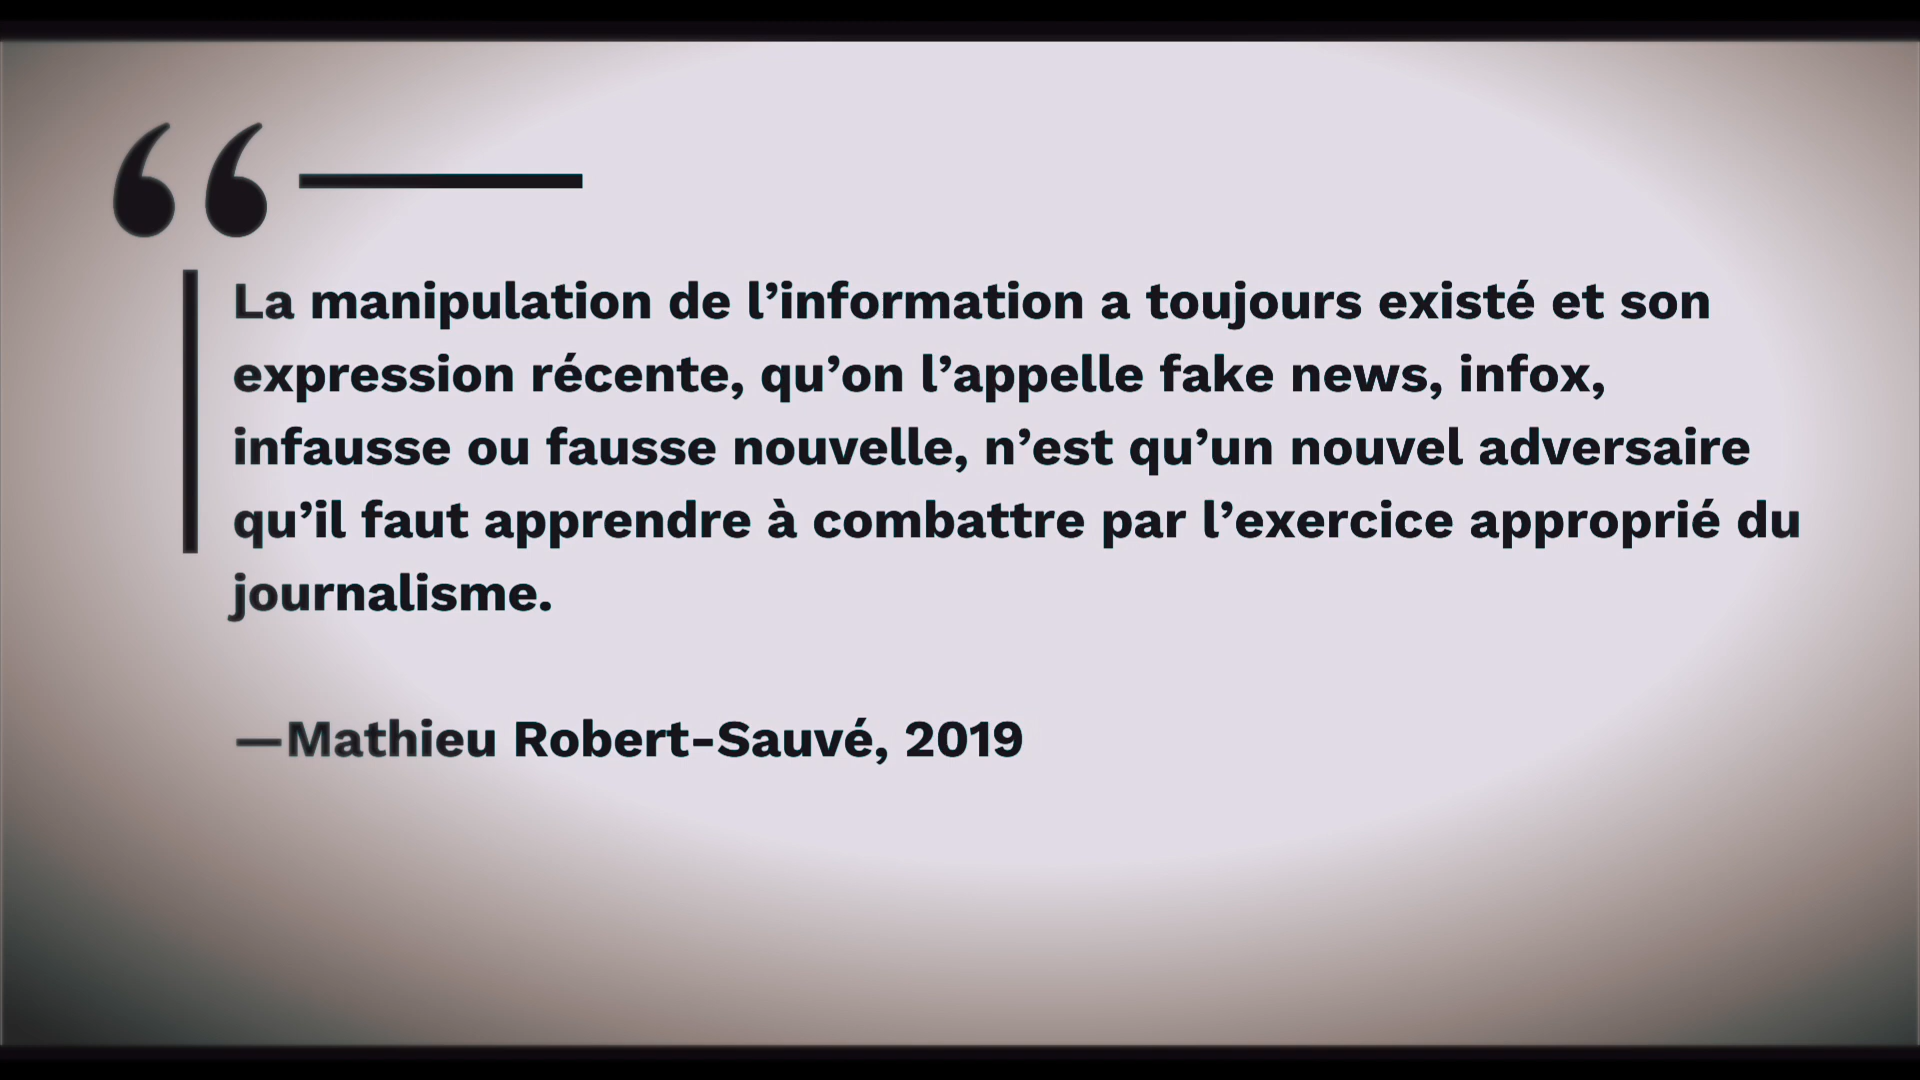 “
La manipulation de l’information a toujours existé et son
expression récente, qu’on l’appelle fake news, infox,
infausse ou fausse nouvelle, n’est qu’un nouvel adversaire
qu’il faut apprendre à combattre par l’exercice approprié du
journalisme.
—Mathieu Robert-Sauvé, 2019